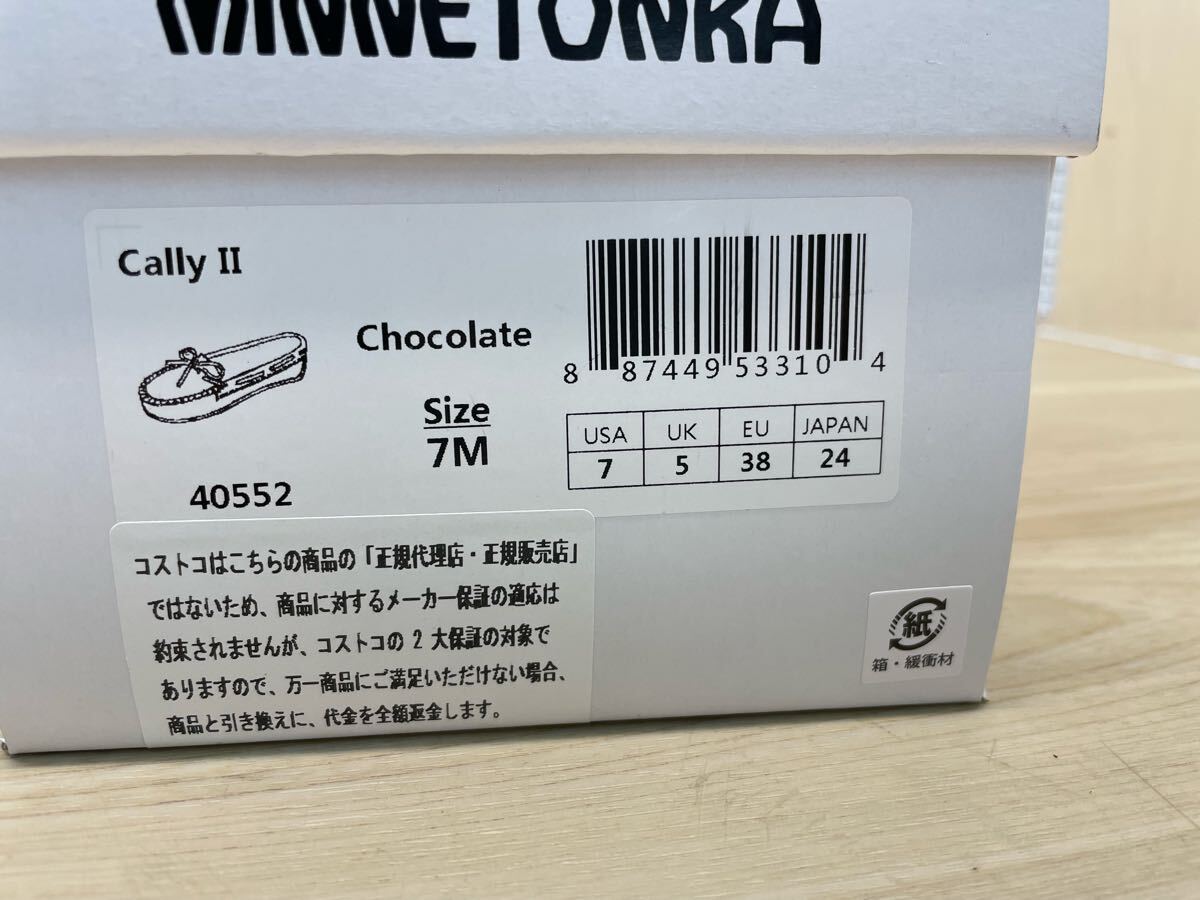 MINNETONKA
Cally II
Chocolate
Size
7M
40552
8 87449 53310 4
USA UK EU JAPAN
7 5 38 24
コストコはこちらの商品の「正規代理店・正規販売店」
ではないため、商品に対するメーカー保証の適応は
約束されませんが、コストコの 2 大保証の対象で
ありますので、万一商品にご満足いただけない場合、
商品と引き換えに、代金を全額返金します。
紙
箱・緩衝材